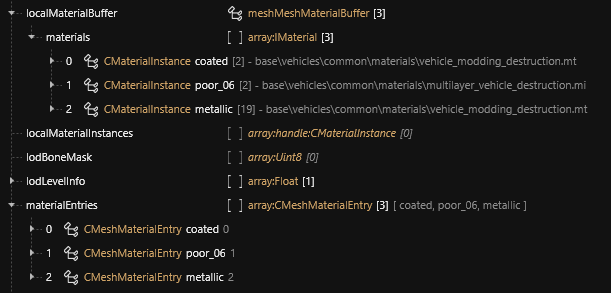 localMaterialBuffer meshMeshMaterialBuffer [3]
materials [ ] array:IMaterial [3]
0 CMaterialInstance coated [2] - base\vehicles\common\materials\vehicle_modding_destruction.mt
1 CMaterialInstance poor_06 [2] - base\vehicles\common\materials\multilayer_vehicle_destruction.mi
2 CMaterialInstance metallic [19] - base\vehicles\common\materials\vehicle_modding_destruction.mt
localMaterialInstances [ ] array:handle:CMaterialInstance [0]
lodBoneMask [ ] array:Uint8 [0]
lodLevelInfo [ ] array:Float [1]
materialEntries [ ] array:CMeshMaterialEntry [3] [ coated, poor_06, metallic ]
0 CMeshMaterialEntry coated 0
1 CMeshMaterialEntry poor_06 1
2 CMeshMaterialEntry metallic 2